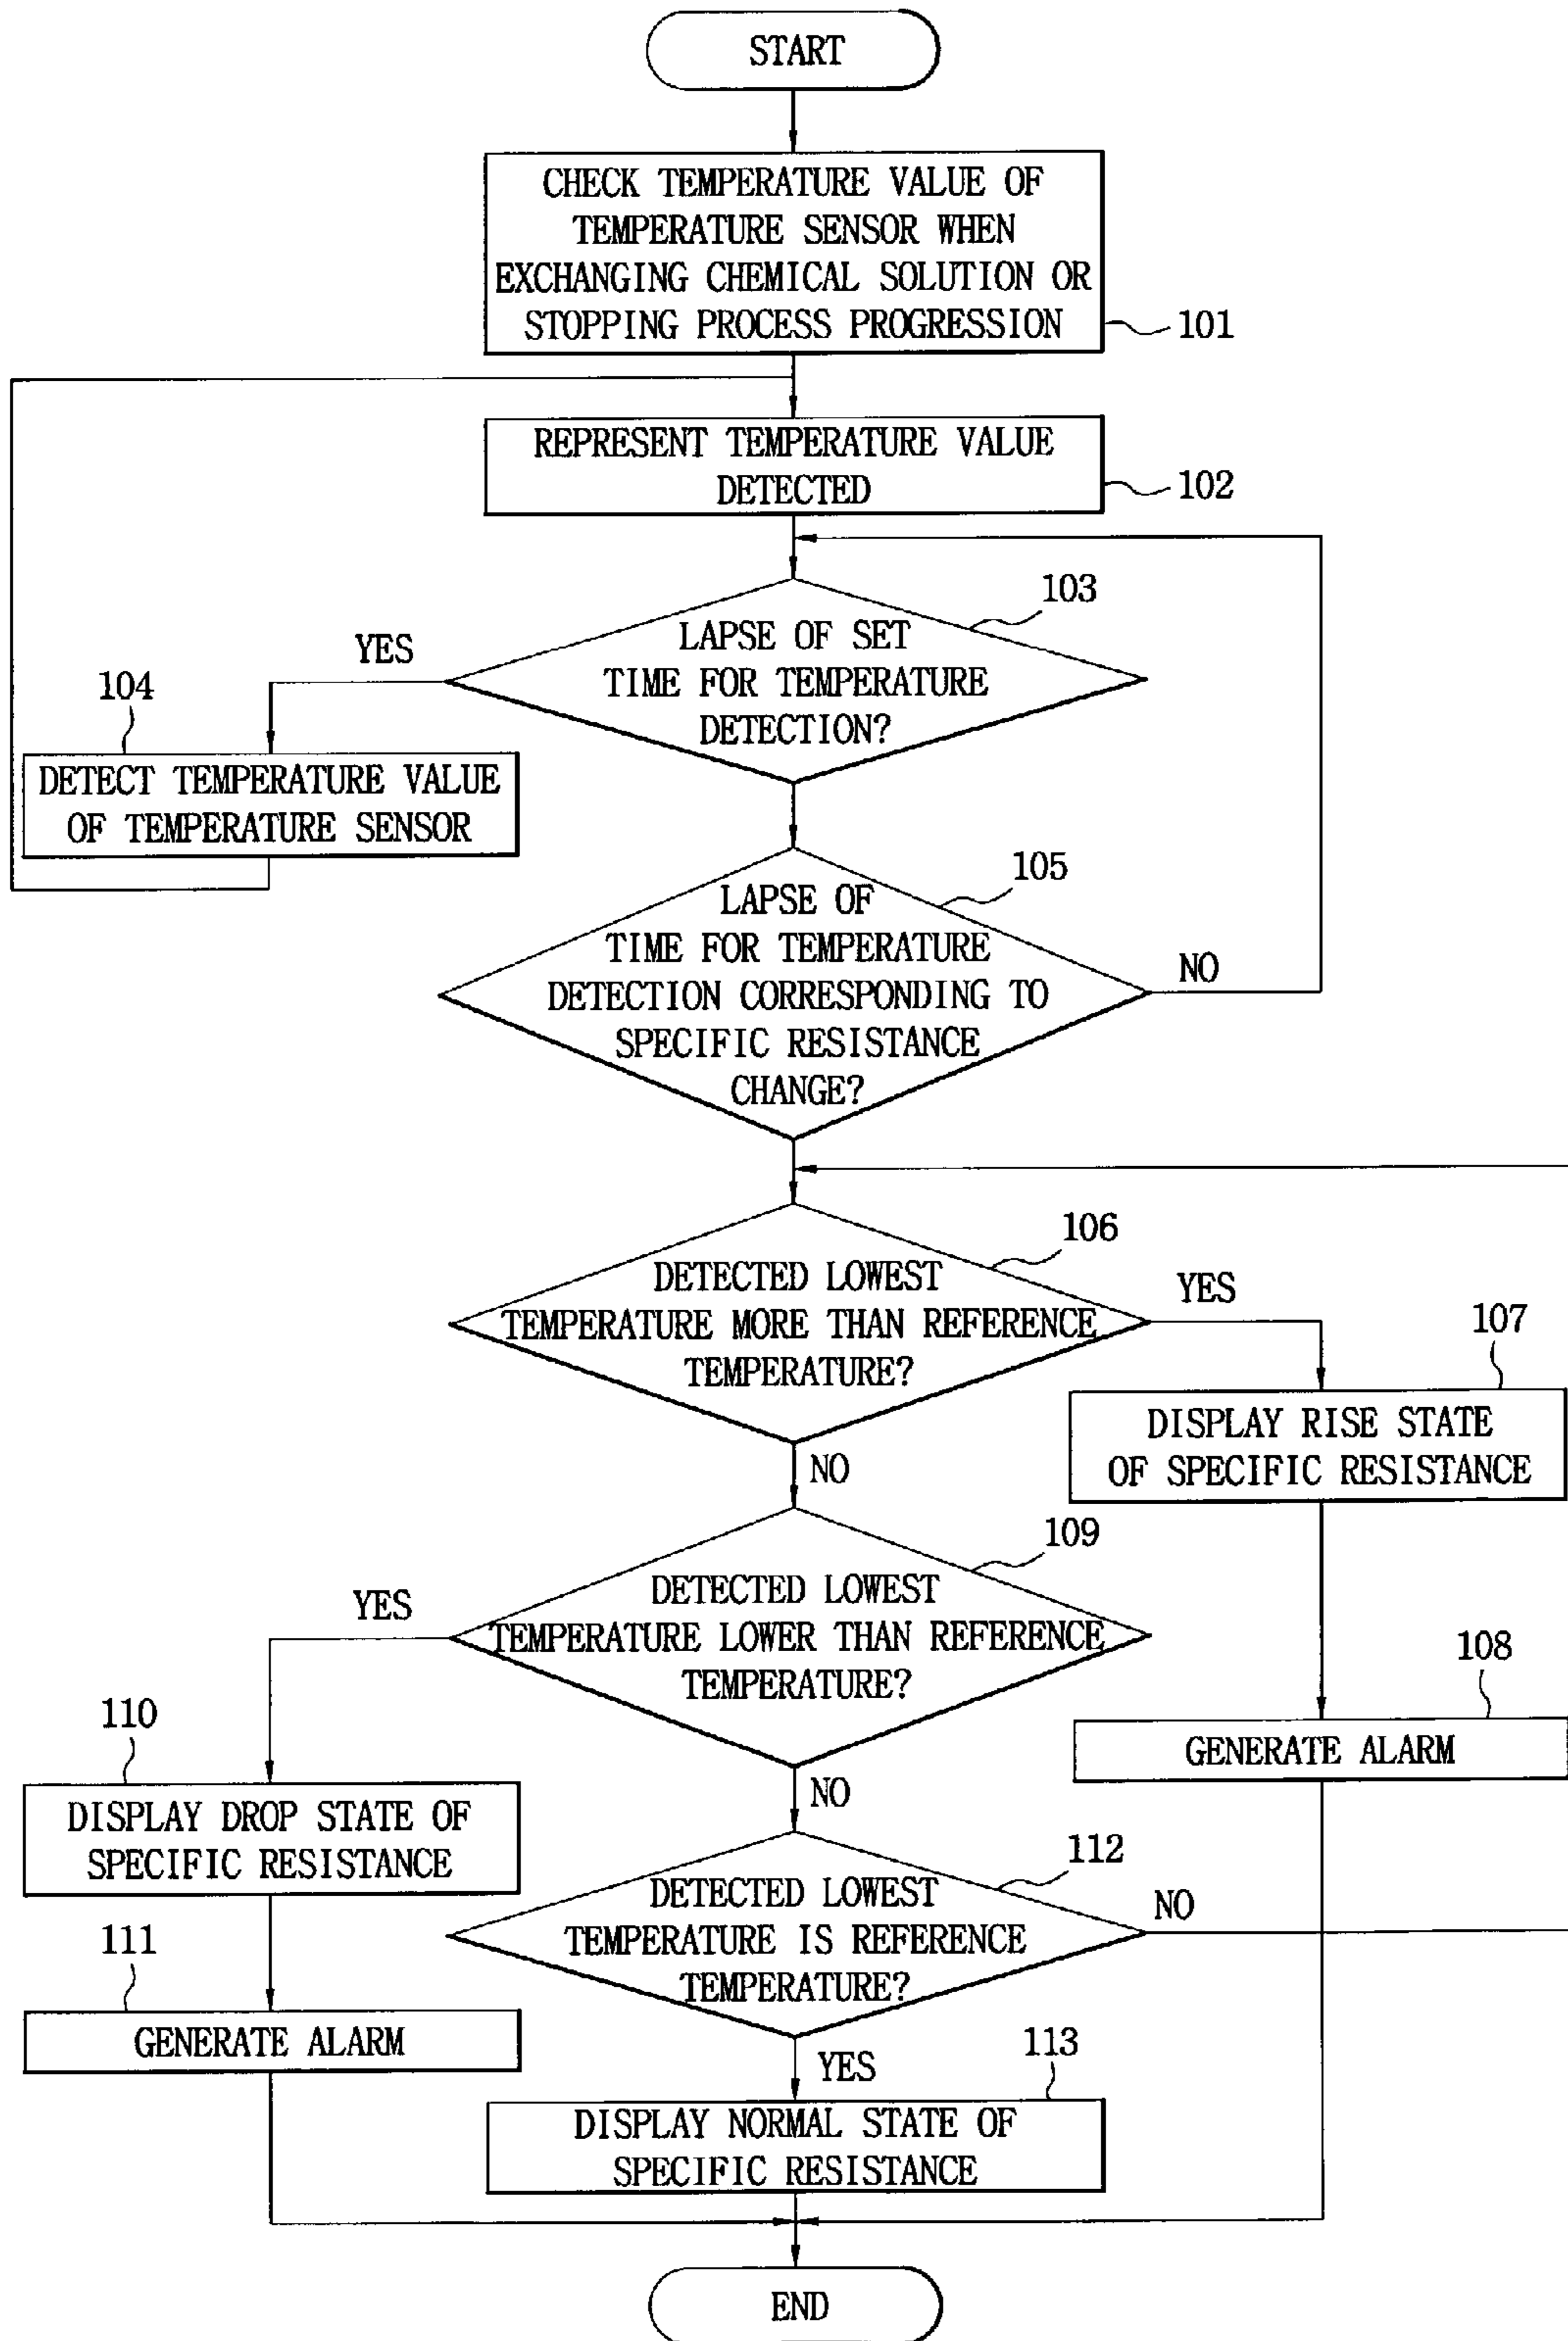 START
CHECK TEMPERATURE VALUE OF
TEMPERATURE SENSOR WHEN
EXCHANGING CHEMICAL SOLUTION OR
STOPPING PROCESS PROGRESSION
101
REPRESENT TEMPERATURE VALUE
DETECTED
102
103
LAPSE OF SET
TIME FOR TEMPERATURE
DETECTION?
YES
104
DETECT TEMPERATURE VALUE
OF TEMPERATURE SENSOR
105
LAPSE OF
TIME FOR TEMPERATURE
DETECTION CORRESPONDING TO
SPECIFIC RESISTANCE
CHANGE?
NO
106
DETECTED LOWEST
TEMPERATURE MORE THAN REFERENCE
TEMPERATURE?
YES
107
DISPLAY RISE STATE
OF SPECIFIC RESISTANCE
NO
109
DETECTED LOWEST
TEMPERATURE LOWER THAN REFERENCE
TEMPERATURE?
YES
108
GENERATE ALARM
110
DISPLAY DROP STATE OF
SPECIFIC RESISTANCE
NO
112
DETECTED LOWEST
TEMPERATURE IS REFERENCE
TEMPERATURE?
NO
111
GENERATE ALARM
YES
113
DISPLAY NORMAL STATE OF
SPECIFIC RESISTANCE
END